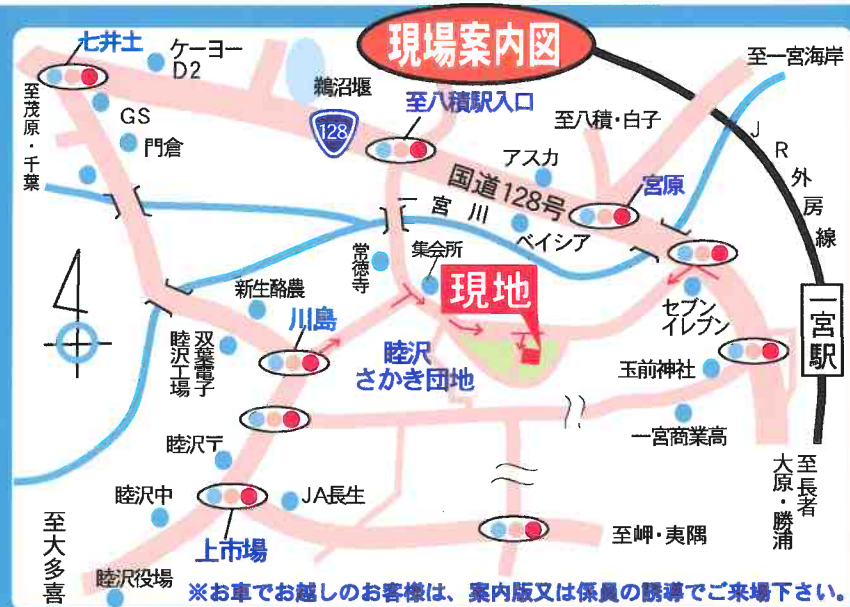 現場案内図
七井土
ケーヨー
D2
鵜沼堰
至八積駅入口
至一宮海岸
至茂原・千葉
GS
門倉
128
至八積・白子
アスカ
国道128号
宮原
JR外房線
一宮川
ベイシア
常徳寺
集会所
現地
新生酪農
川島
セブン
イレブン
一宮駅
双葉電子
睦沢工場
睦沢
さかき団地
玉前神社
一宮商業高
睦沢〒
睦沢中
JA長生
上市場
至岬・夷隅
至長者
大原・勝浦
至大多喜
睦沢役場
※お車でお越しのお客様は、案内版又は係員の誘導でご来場下さい。